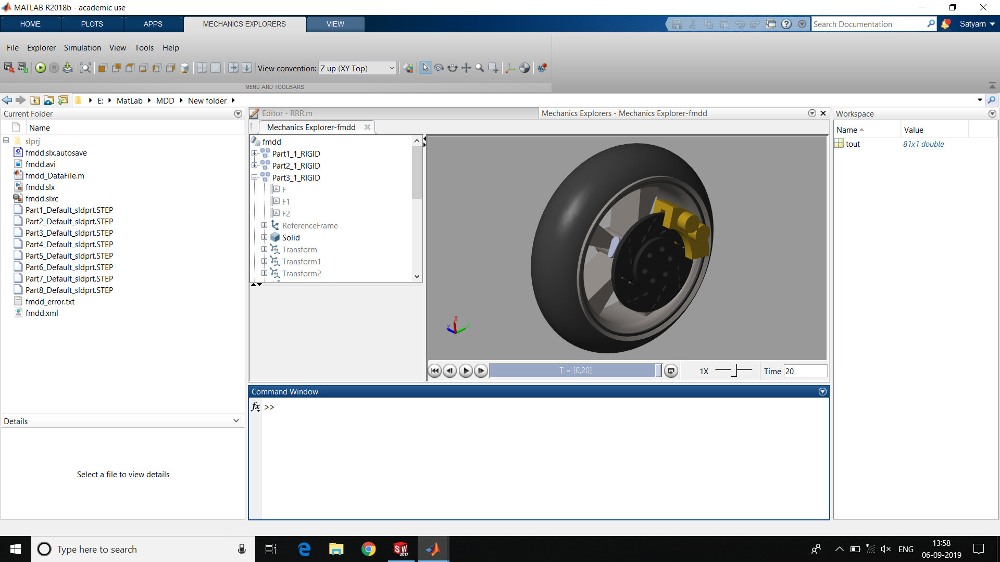 MATLAB R2018b - academic use
HOME PLOTS APPS MECHANICS EXPLORERS VIEW
Search Documentation
Satyam
File Explorer Simulation View Tools Help
View convention: Z up (XY Top)
MENU AND TOOLBARS
E: MatLab MDD New folder
Current Folder
Name
slprj
fmdd.slx.autosave
fmdd.avi
fmdd_DataFile.m
fmdd.slx
fmdd.slxc
Part1_Default_sldprt.STEP
Part2_Default_sldprt.STEP
Part3_Default_sldprt.STEP
Part4_Default_sldprt.STEP
Part5_Default_sldprt.STEP
Part6_Default_sldprt.STEP
Part7_Default_sldprt.STEP
Part8_Default_sldprt.STEP
fmdd_error.txt
fmdd.xml
Details
Select a file to view details
Editor - RRR.m
Mechanics Explorers - Mechanics Explorer-fmdd
Mechanics Explorer-fmdd
fmdd
Part1_1_RIGID
Part2_1_RIGID
Part3_1_RIGID
F
F1
F2
ReferenceFrame
Solid
Transform
Transform1
Transform2
X
Y
Z
T = [0,20]
1X
Time 20
Command Window
fx >>
Workspace
Name Value
tout 81x1 double
Type here to search
SW
2017
ENG
13:58
06-09-2019